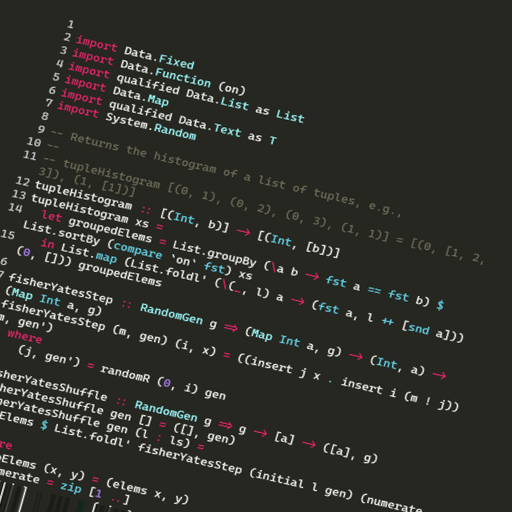 1
2 import Data.Fixed
3 import Data.Function (on)
4 import qualified Data.List as List
5 import Data.Map
6 import qualified Data.Text as T
7 import System.Random
8
9 -- Returns the histogram of a list of tuples, e.g.,
10 --
11 -- tupleHistogram [(0, 1), (0, 2), (0, 3), (1, 1)] = [(0, [1, 2,
3]), (1, [1])]
12 tupleHistogram :: [(Int, b)] → [(Int, [b])]
13 tupleHistogram xs =
14 let groupedElems = List.groupBy (\a b → fst a == fst b) $
List.sortBy (compare `on` fst) xs
15 in List.map (List.foldl' (\(_, l) a → (fst a, l ++ [snd a]))
(0, [])) groupedElems
6
7 fisherYatesStep :: RandomGen g ⇒ (Map Int a, g) → (Int, a) →
(Map Int a, g)
fisherYatesStep (m, gen) (i, x) = ((insert j x . insert i (m ! j))
m, gen')
where
(j, gen') = randomR (0, i) gen
sherYatesShuffle :: RandomGen g ⇒ g → [a] → ([a], g)
herYatesShuffle gen [] = ([], gen)
erYatesShuffle gen (l : ls) =
Elems $ List.foldl' fisherYatesStep (initial l gen) (numerate
re
Elems (x, y) = (elems x, y)
merate = zip [1 ..]